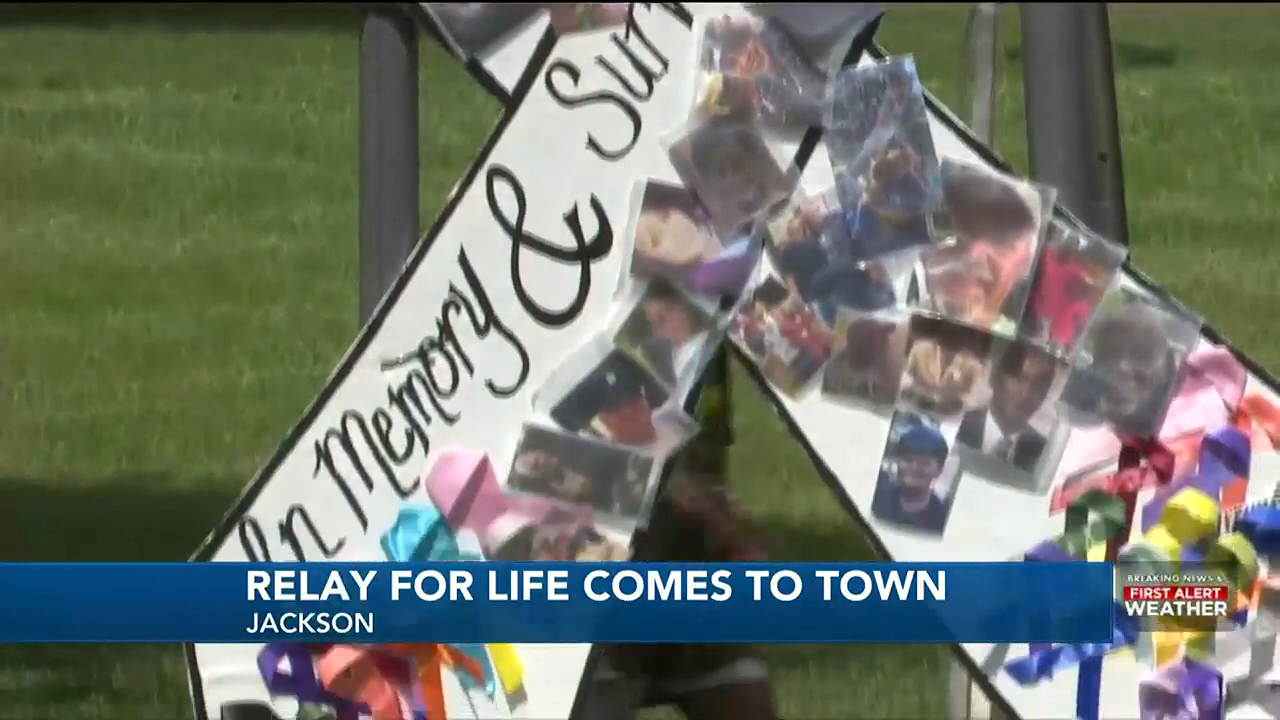 In Memory & Sur
RELAY FOR LIFE COMES TO TOWN
JACKSON
BREAKING NEWS &
FIRST ALERT
WEATHER